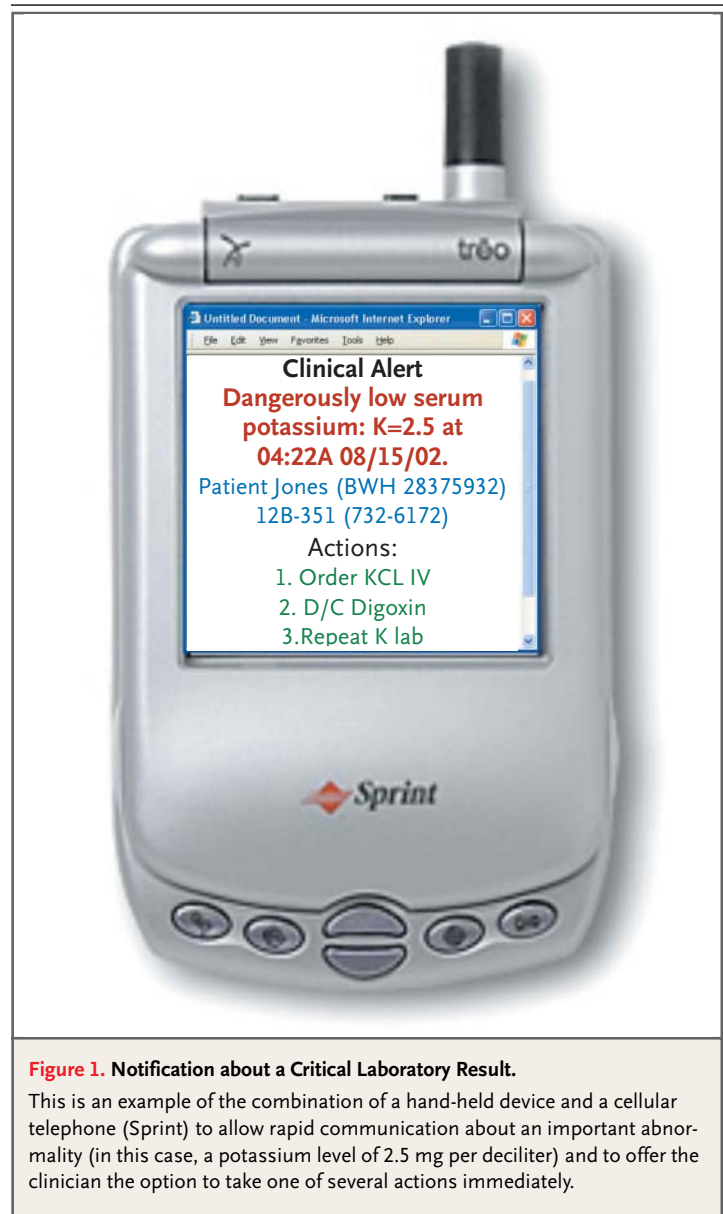 trēo
Untitled Document - Microsoft Internet Explorer
File Edit View Favorites Tools Help
Clinical Alert
Dangerously low serum
potassium: K=2.5 at
04:22A 08/15/02.
Patient Jones (BWH 28375932)
12B-351 (732-6172)
Actions:
1. Order KCL IV
2. D/C Digoxin
3.Repeat K lab
Sprint
Figure 1. Notification about a Critical Laboratory Result.
This is an example of the combination of a hand-held device and a cellular
telephone (Sprint) to allow rapid communication about an important abnor-
mality (in this case, a potassium level of 2.5 mg per deciliter) and to offer the
clinician the option to take one of several actions immediately.